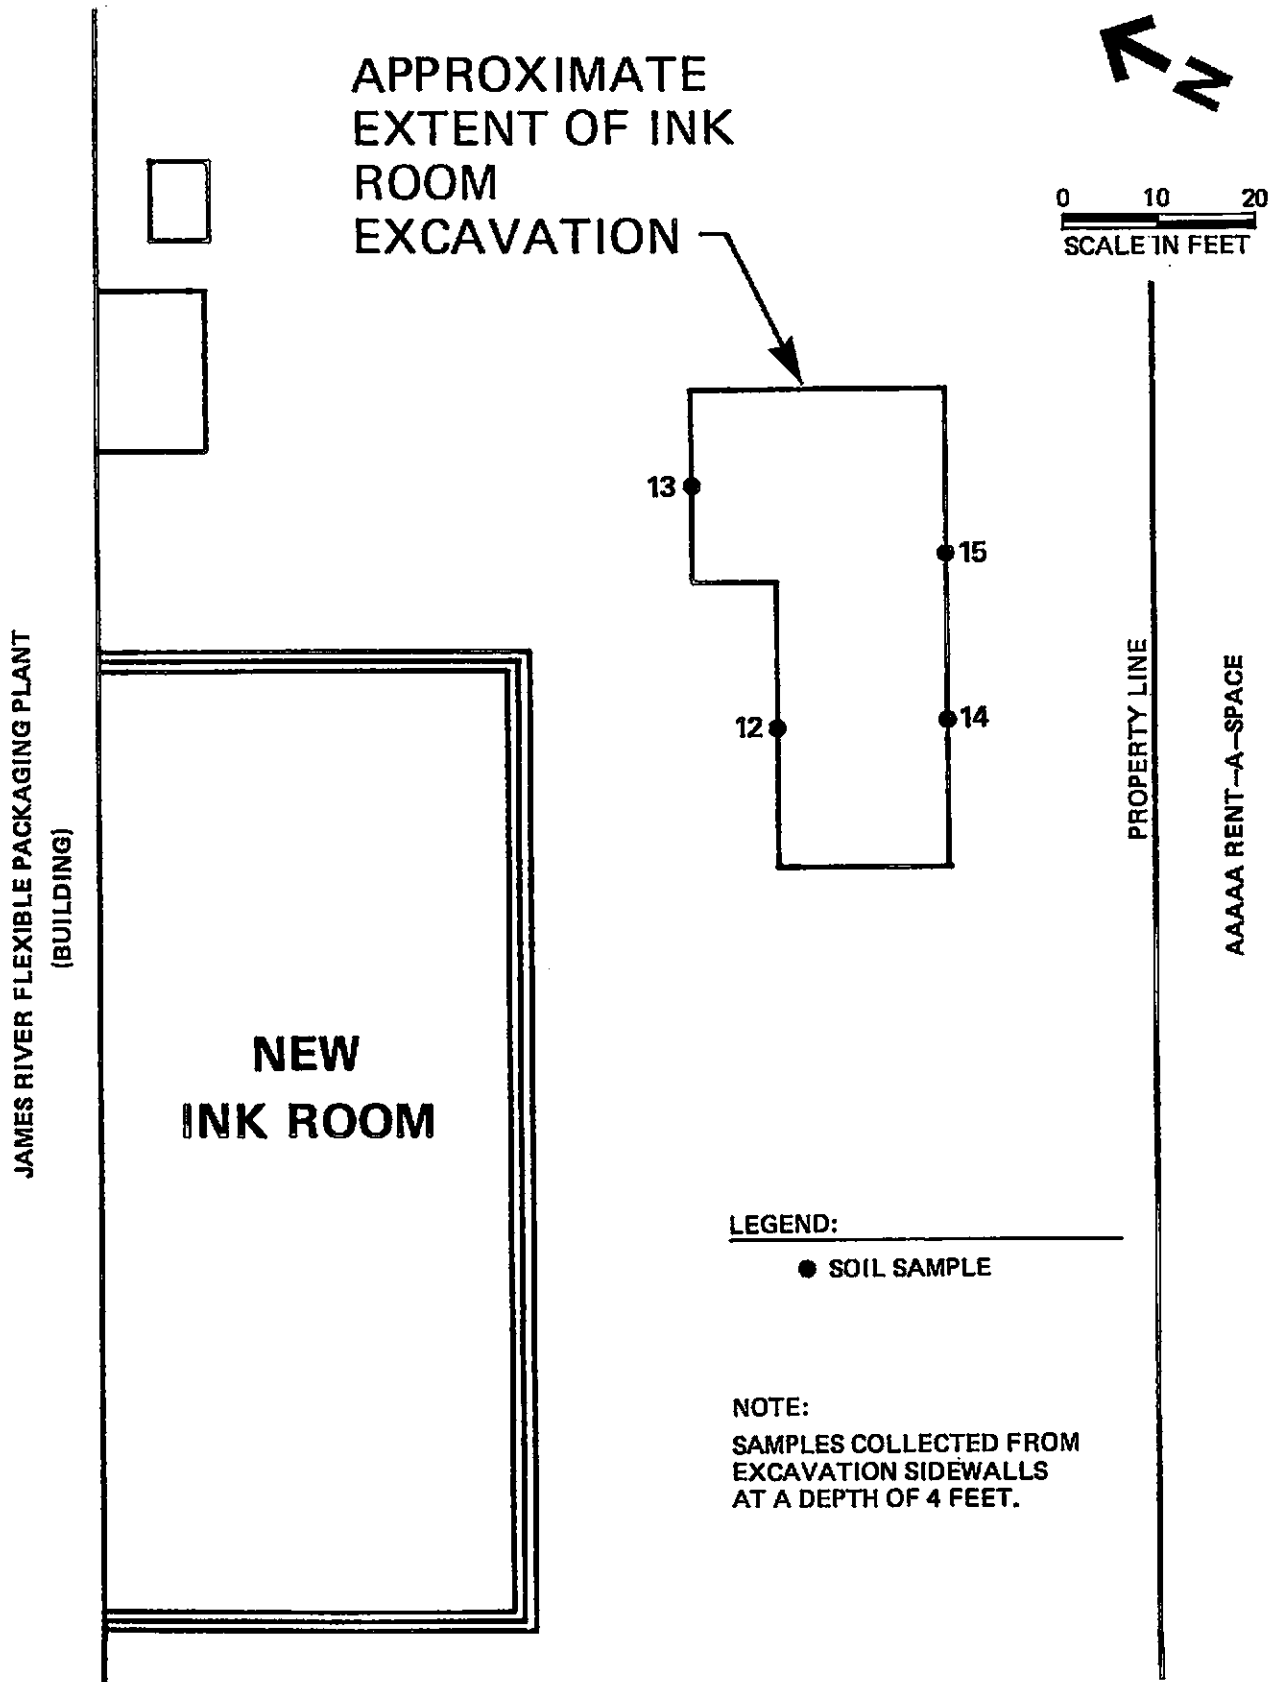 APPROXIMATE
EXTENT OF INK
ROOM
EXCAVATION
N
0 10 20
SCALE IN FEET
13
15
12
14
JAMES RIVER FLEXIBLE PACKAGING PLANT
(BUILDING)
PROPERTY LINE
AAAAA RENT-A-SPACE
NEW
INK ROOM
LEGEND:
SOIL SAMPLE
NOTE:
SAMPLES COLLECTED FROM
EXCAVATION SIDEWALLS
AT A DEPTH OF 4 FEET.